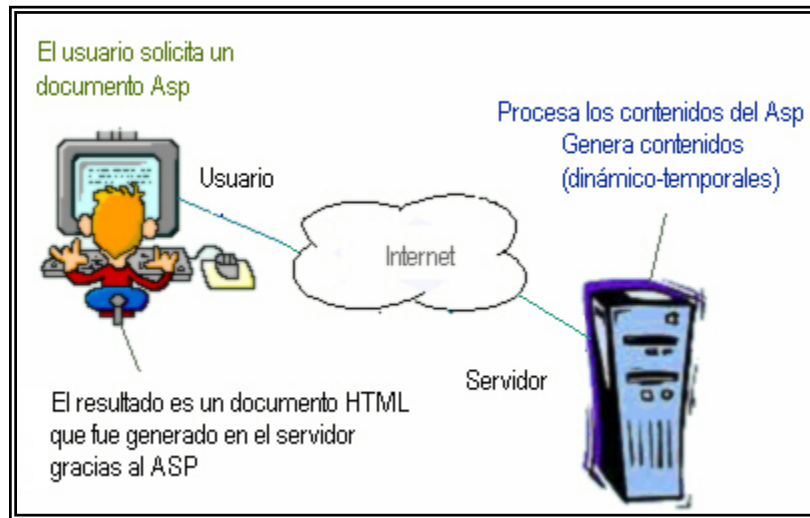 El usuario solicita un
documento Asp
Procesa los contenidos del Asp
Genera contenidos
(dinámico-temporales)
Usuario
Internet
Servidor
El resultado es un documento HTML
que fue generado en el servidor
gracias al ASP